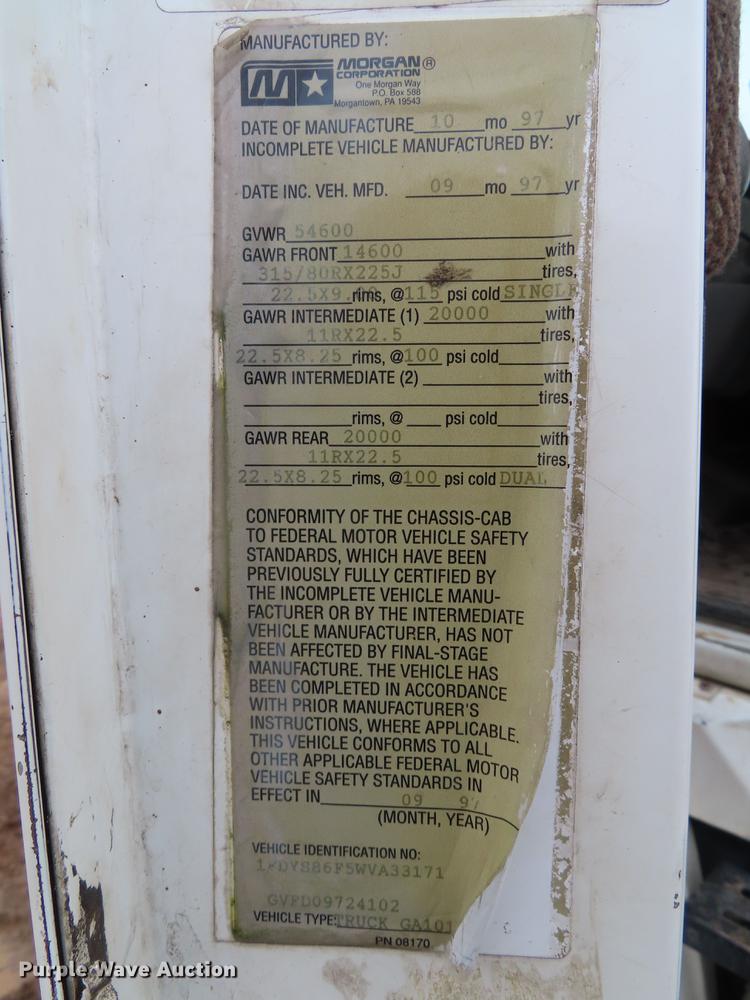 MANUFACTURED BY:
MORGAN®
CORPORATION
One Morgan Way
P.O. Box 588
Morgantown, PA 19543
DATE OF MANUFACTURE 10 mo 97 yr
INCOMPLETE VEHICLE MANUFACTURED BY:
DATE INC. VEH. MFD. 09 mo 97 yr
GVWR 54600
GAWR FRONT 14600 with
315/80RX225J tires,
22.5X9.00 rims, @ 115 psi cold SINGLE
GAWR INTERMEDIATE (1) 20000 with
11RX22.5 tires,
22.5X8.25 rims, @ 100 psi cold
GAWR INTERMEDIATE (2) with
tires,
rims, @ psi cold
GAWR REAR 20000 with
11RX22.5 tires,
22.5X8.25 rims, @ 100 psi cold DUAL
CONFORMITY OF THE CHASSIS-CAB
TO FEDERAL MOTOR VEHICLE SAFETY
STANDARDS, WHICH HAVE BEEN
PREVIOUSLY FULLY CERTIFIED BY
THE INCOMPLETE VEHICLE MANU-
FACTURER OR BY THE INTERMEDIATE
VEHICLE MANUFACTURER, HAS NOT
BEEN AFFECTED BY FINAL-STAGE
MANUFACTURE. THE VEHICLE HAS
BEEN COMPLETED IN ACCORDANCE
WITH PRIOR MANUFACTURER'S
INSTRUCTIONS, WHERE APPLICABLE.
THIS VEHICLE CONFORMS TO ALL
OTHER APPLICABLE FEDERAL MOTOR
VEHICLE SAFETY STANDARDS IN
EFFECT IN 09 97
(MONTH, YEAR)
VEHICLE IDENTIFICATION NO:
1FDYS86F5WVA33171
GVFD09724102
VEHICLE TYPE: TRUCK GA101
PN 08170
Purple Wave Auction